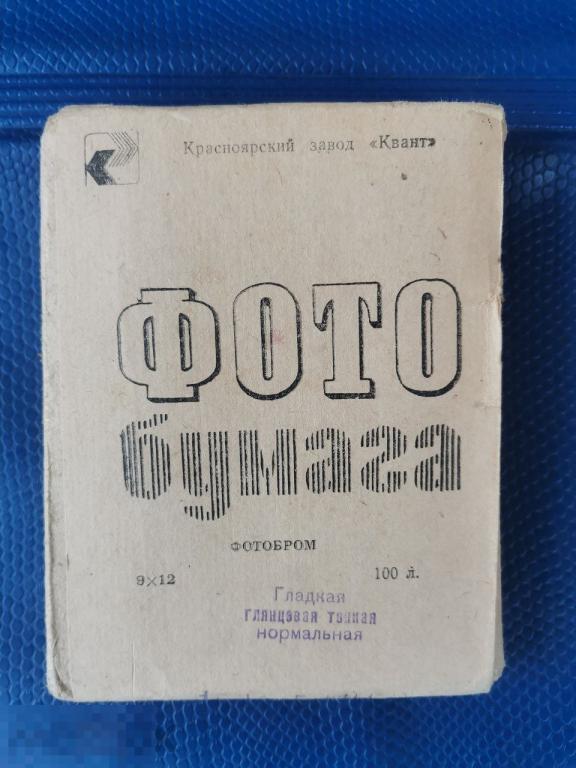 Красноярский завод «Квант»
ФОТО
бумага
ФОТОБРОМ
9×12 100 л.
Гладкая
глянцевая тонкая
нормальная